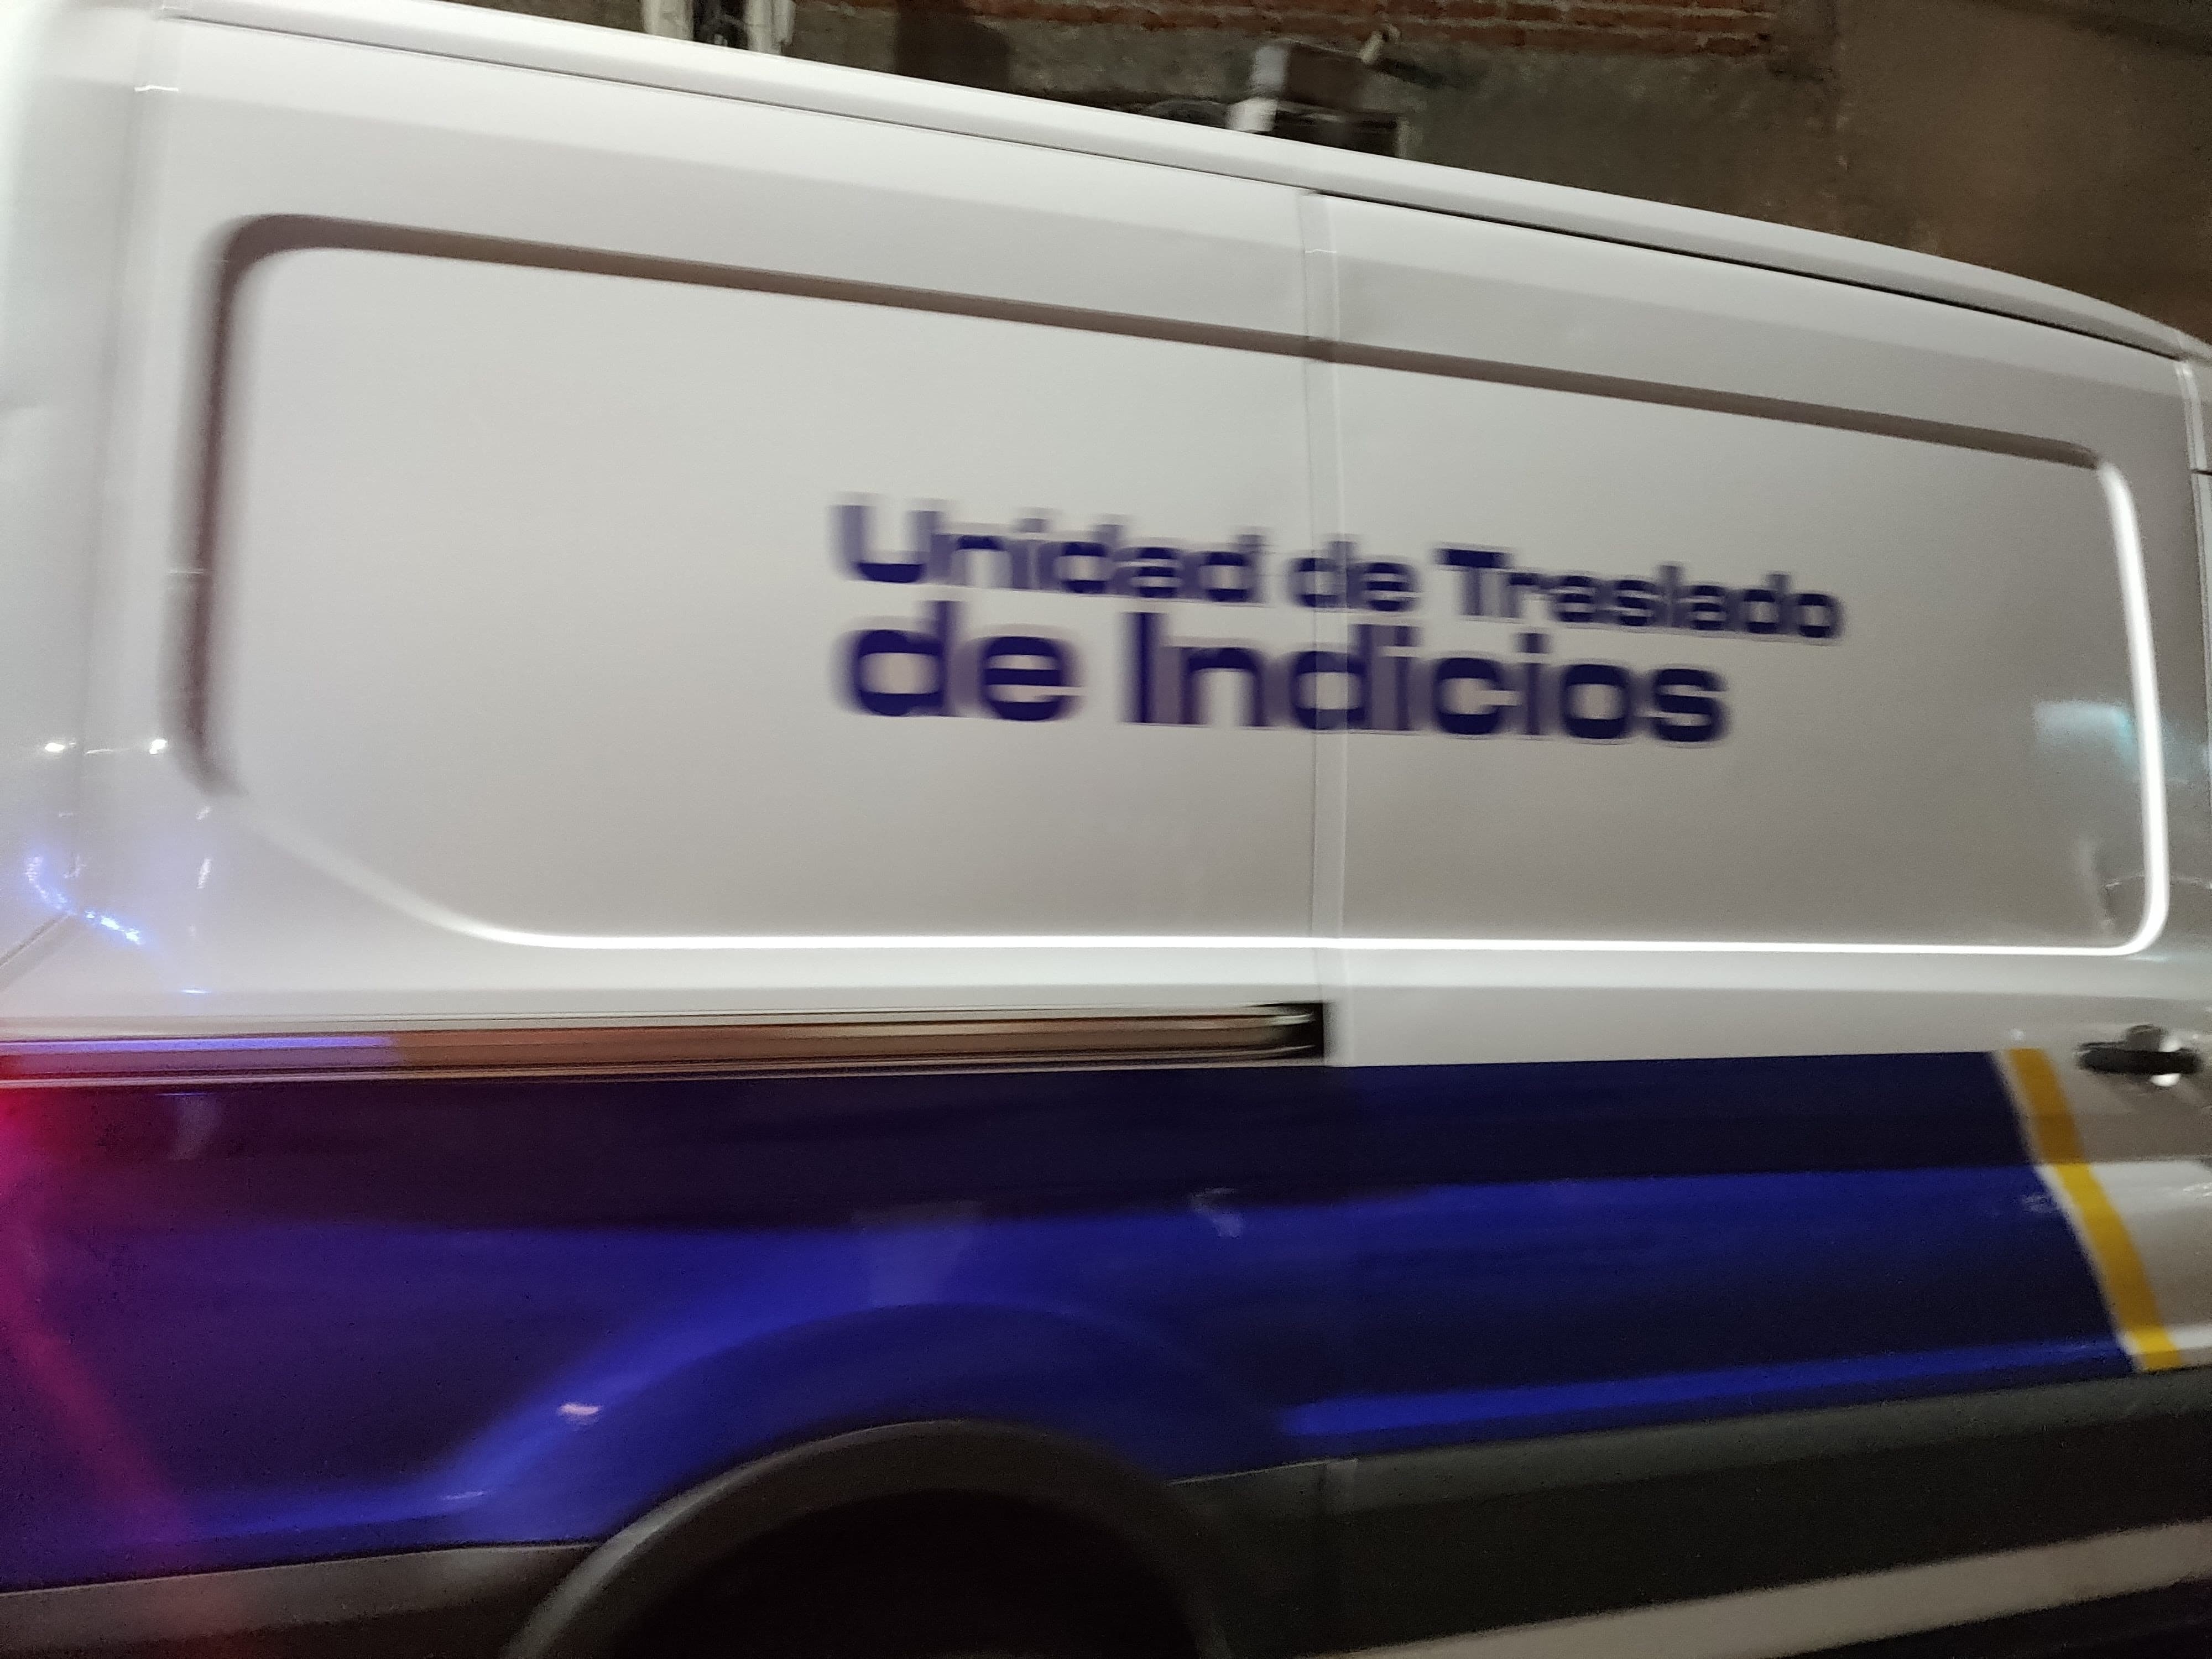 Unidad de Traslado
de Indicios